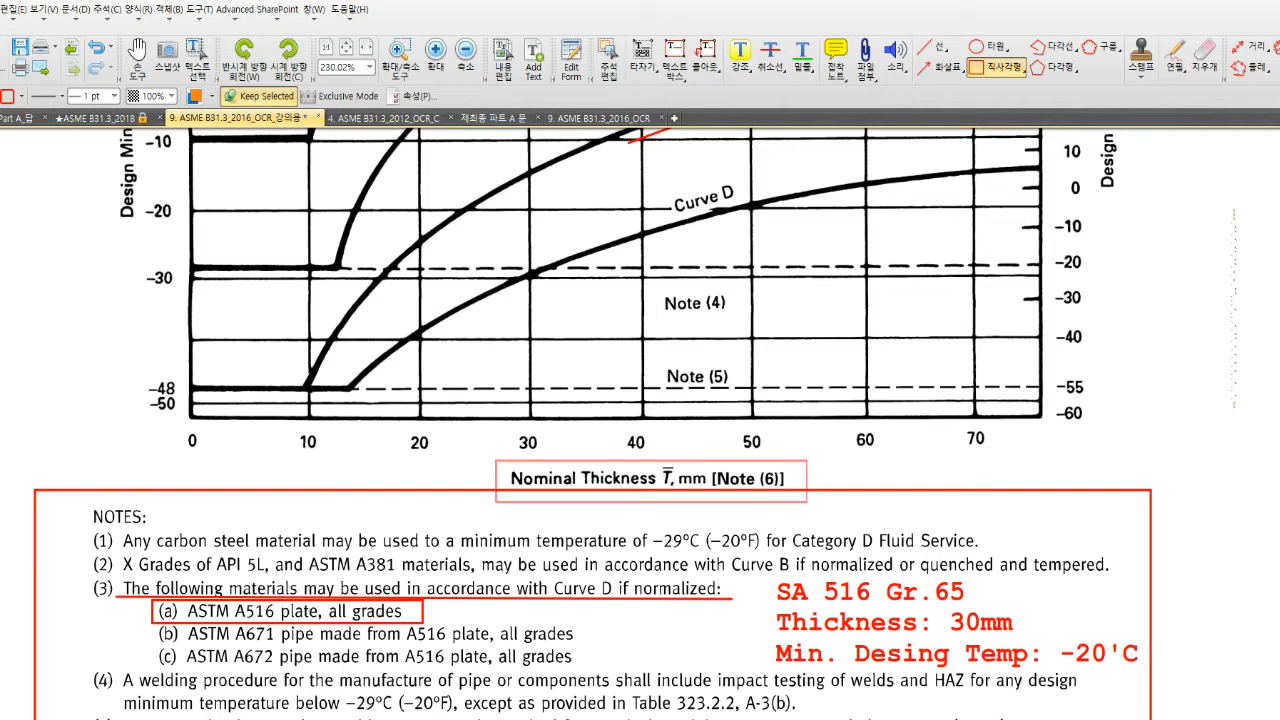 편집(E) 보기(V) 문서(D) 주석(C) 양식(R) 객체(B) 도구(T) Advanced SharePoint 창(W) 도움말(H)
손 도구
스냅샷
텍스트 선택
반시계 방향 회전(W)
시계 방향 회전(C)
230.02%
확대/축소 도구
확대
축소
내용 편집
Add Text
Edit Form
주석 편집
타자기
텍스트 박스
강조
취소선
밑줄
접착 노트
파일 첨부
소리
선
화살표
타원
직사각형
다각선
다각형
구름
연필
지우개
거리
둘레
1 pt
100%
Keep Selected
Exclusive Mode
속성(P)...
Part A_답
★ASME B31.3_2018
9. ASME B31.3_2016_OCR_강의용 *
4. ASME B31.3_2012_OCR_C
제최종 파트 A 문
9. ASME B31.3_2016_OCR
Design Min
−10
−20
−30
−48
−50
Curve D
Note (4)
Note (5)
10
0
−10
−20
−30
−40
−55
−60
Design
0 10 20 30 40 50 60 70
Nominal Thickness T̅, mm [Note (6)]
NOTES:
(1) Any carbon steel material may be used to a minimum temperature of −29°C (−20°F) for Category D Fluid Service.
(2) X Grades of API 5L, and ASTM A381 materials, may be used in accordance with Curve B if normalized or quenched and tempered.
(3) The following materials may be used in accordance with Curve D if normalized:
(a) ASTM A516 plate, all grades
(b) ASTM A671 pipe made from A516 plate, all grades
(c) ASTM A672 pipe made from A516 plate, all grades
SA 516 Gr.65
Thickness: 30mm
Min. Desing Temp: -20'C
(4) A welding procedure for the manufacture of pipe or components shall include impact testing of welds and HAZ for any design
minimum temperature below −29°C (−20°F), except as provided in Table 323.2.2, A-3(b).